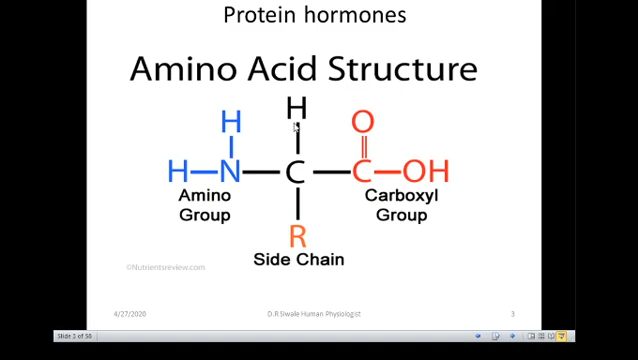 Protein hormones
Amino Acid Structure
H
H
O
H
N
C
C
OH
Amino
Group
Carboxyl
Group
R
Side Chain
©Nutrientsreview.com
4/27/2020
D.R Siwale Human Physiologist
3
Slide 3 of 58